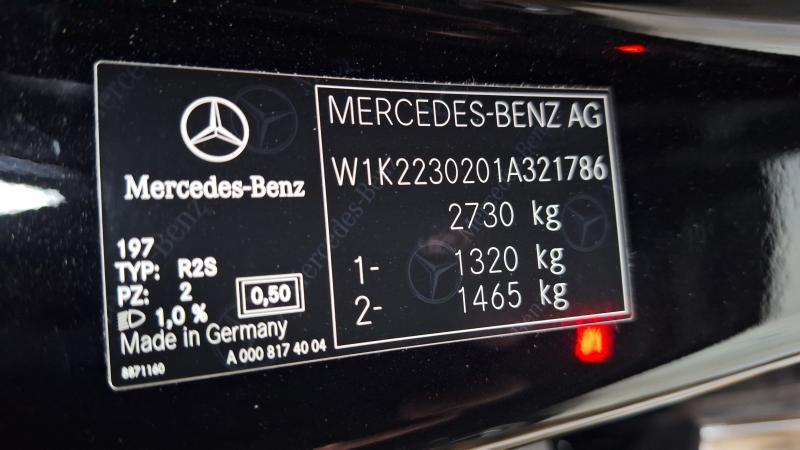 Mercedes-Benz
197
TYP: R2S
PZ: 2
0,50
1,0 %
Made in Germany
A 000 817 40 04
8871160
MERCEDES-BENZ AG
W1K2230201A321786
2730 kg
1- 1320 kg
2- 1465 kg